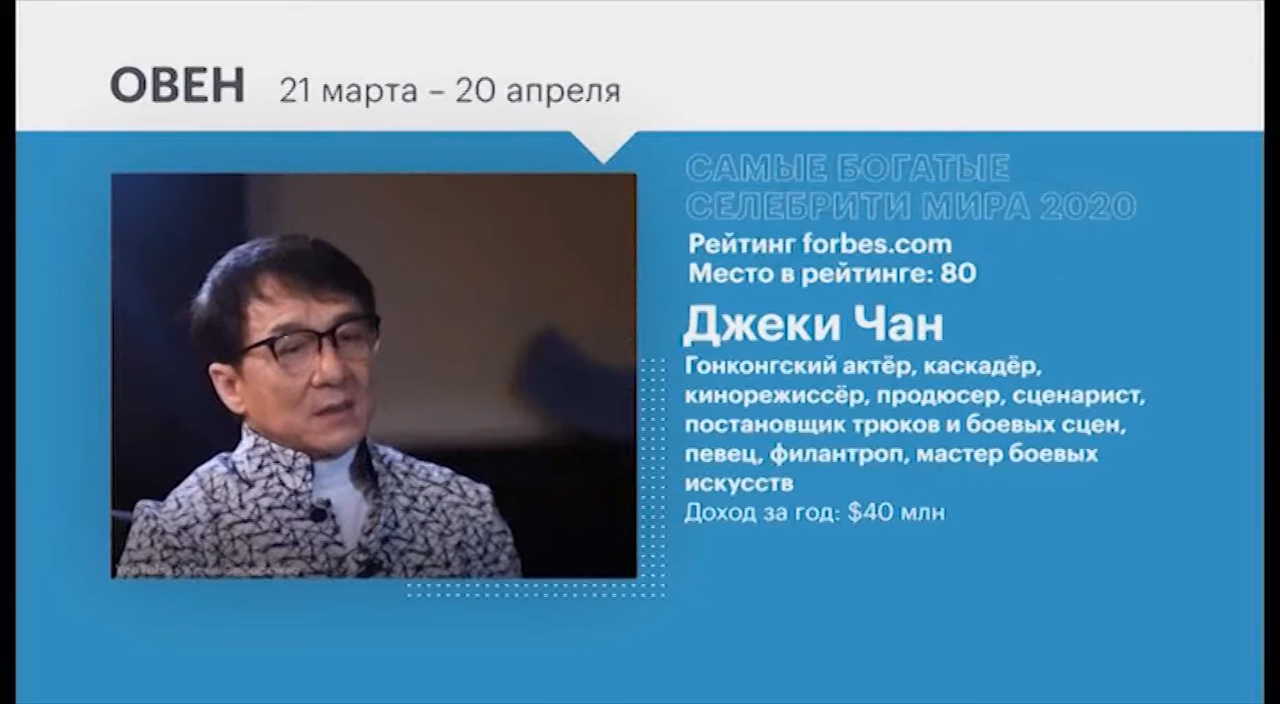 ОВЕН 21 марта – 20 апреля
САМЫЕ БОГАТЫЕ
СЕЛЕБРИТИ МИРА 2020
Рейтинг forbes.com
Место в рейтинге: 80
Джеки Чан
Гонконгский актёр, каскадёр,
кинорежиссёр, продюсер, сценарист,
постановщик трюков и боевых сцен,
певец, филантроп, мастер боевых
искусств
Доход за год: $40 млн